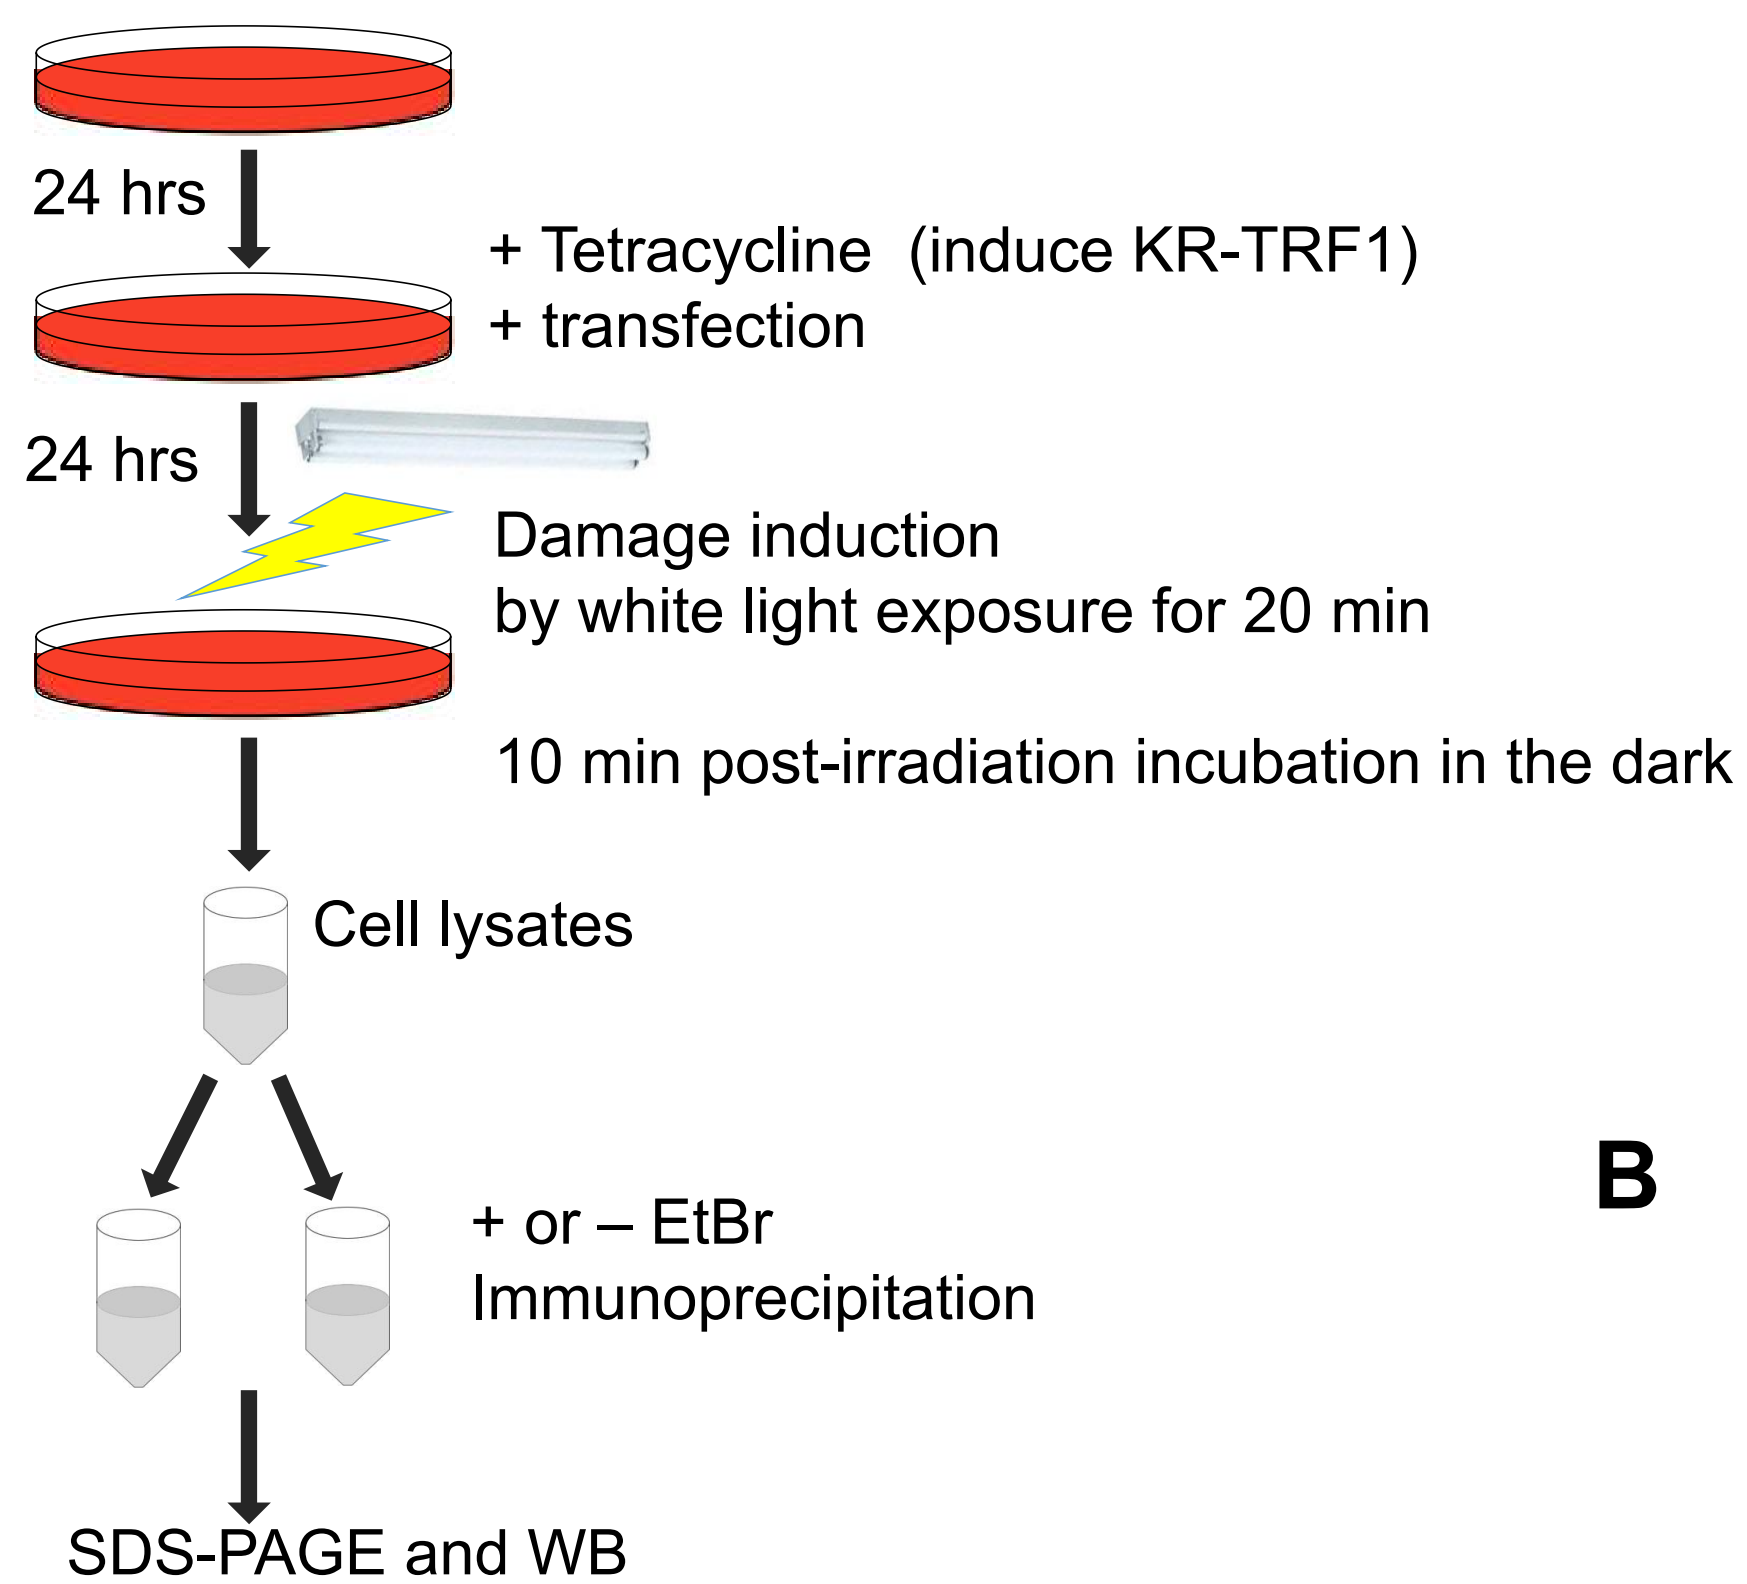 24 hrs
+ Tetracycline  (induce KR-TRF1)
+ transfection
24 hrs
Damage induction
by white light exposure for 20 min
10 min post-irradiation incubation in the dark
Cell lysates
B
+ or – EtBr
Immunoprecipitation
SDS-PAGE and WB